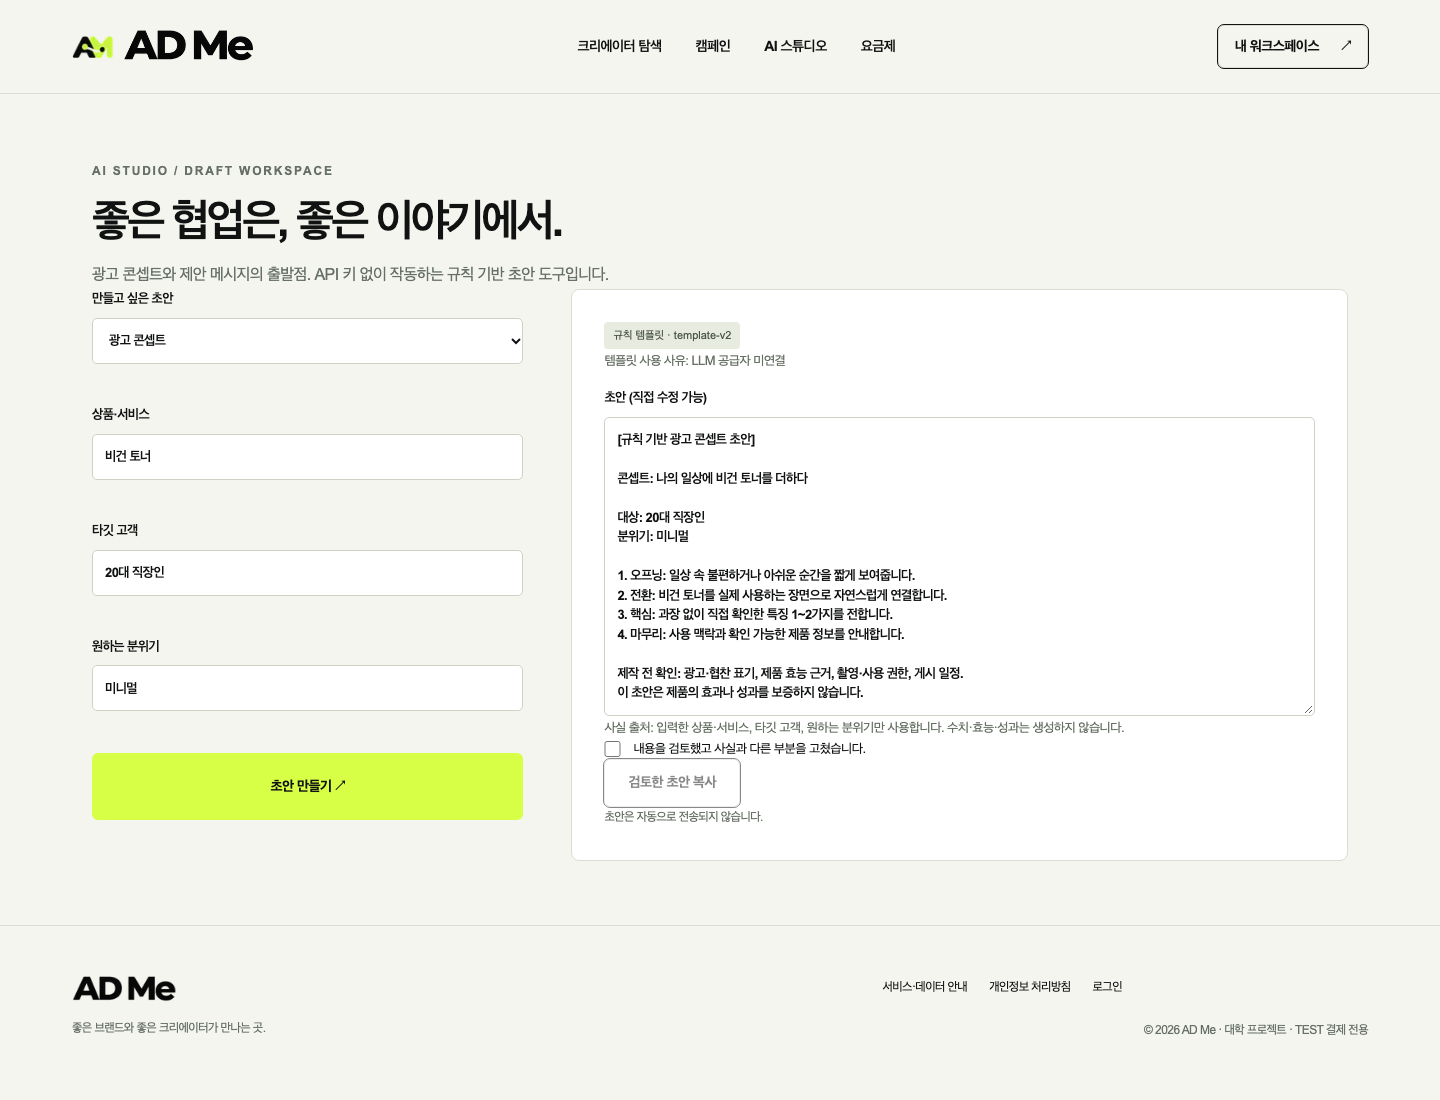 AM AD Me
크리에이터 탐색
캠페인
AI 스튜디오
요금제
내 워크스페이스 ↗
AI STUDIO / DRAFT WORKSPACE
좋은 협업은, 좋은 이야기에서.
광고 콘셉트와 제안 메시지의 출발점. API 키 없이 작동하는 규칙 기반 초안 도구입니다.
만들고 싶은 초안
광고 콘셉트
상품·서비스
비건 토너
타깃 고객
20대 직장인
원하는 분위기
미니멀
초안 만들기 ↗
규칙 템플릿 · template-v2
템플릿 사용 사유: LLM 공급자 미연결
초안 (직접 수정 가능)
[규칙 기반 광고 콘셉트 초안]
콘셉트: 나의 일상에 비건 토너를 더하다
대상: 20대 직장인
분위기: 미니멀
1. 오프닝: 일상 속 불편하거나 아쉬운 순간을 짧게 보여줍니다.
2. 전환: 비건 토너를 실제 사용하는 장면으로 자연스럽게 연결합니다.
3. 핵심: 과장 없이 직접 확인한 특징 1~2가지를 전합니다.
4. 마무리: 사용 맥락과 확인 가능한 제품 정보를 안내합니다.
제작 전 확인: 광고·협찬 표기, 제품 효능 근거, 촬영·사용 권한, 게시 일정.
이 초안은 제품의 효과나 성과를 보증하지 않습니다.
사실 출처: 입력한 상품·서비스, 타깃 고객, 원하는 분위기만 사용합니다. 수치·효능·성과는 생성하지 않습니다.
내용을 검토했고 사실과 다른 부분을 고쳤습니다.
검토한 초안 복사
초안은 자동으로 전송되지 않습니다.
AD Me
좋은 브랜드와 좋은 크리에이터가 만나는 곳.
서비스·데이터 안내
개인정보 처리방침
로그인
© 2026 AD Me · 대학 프로젝트 · TEST 결제 전용